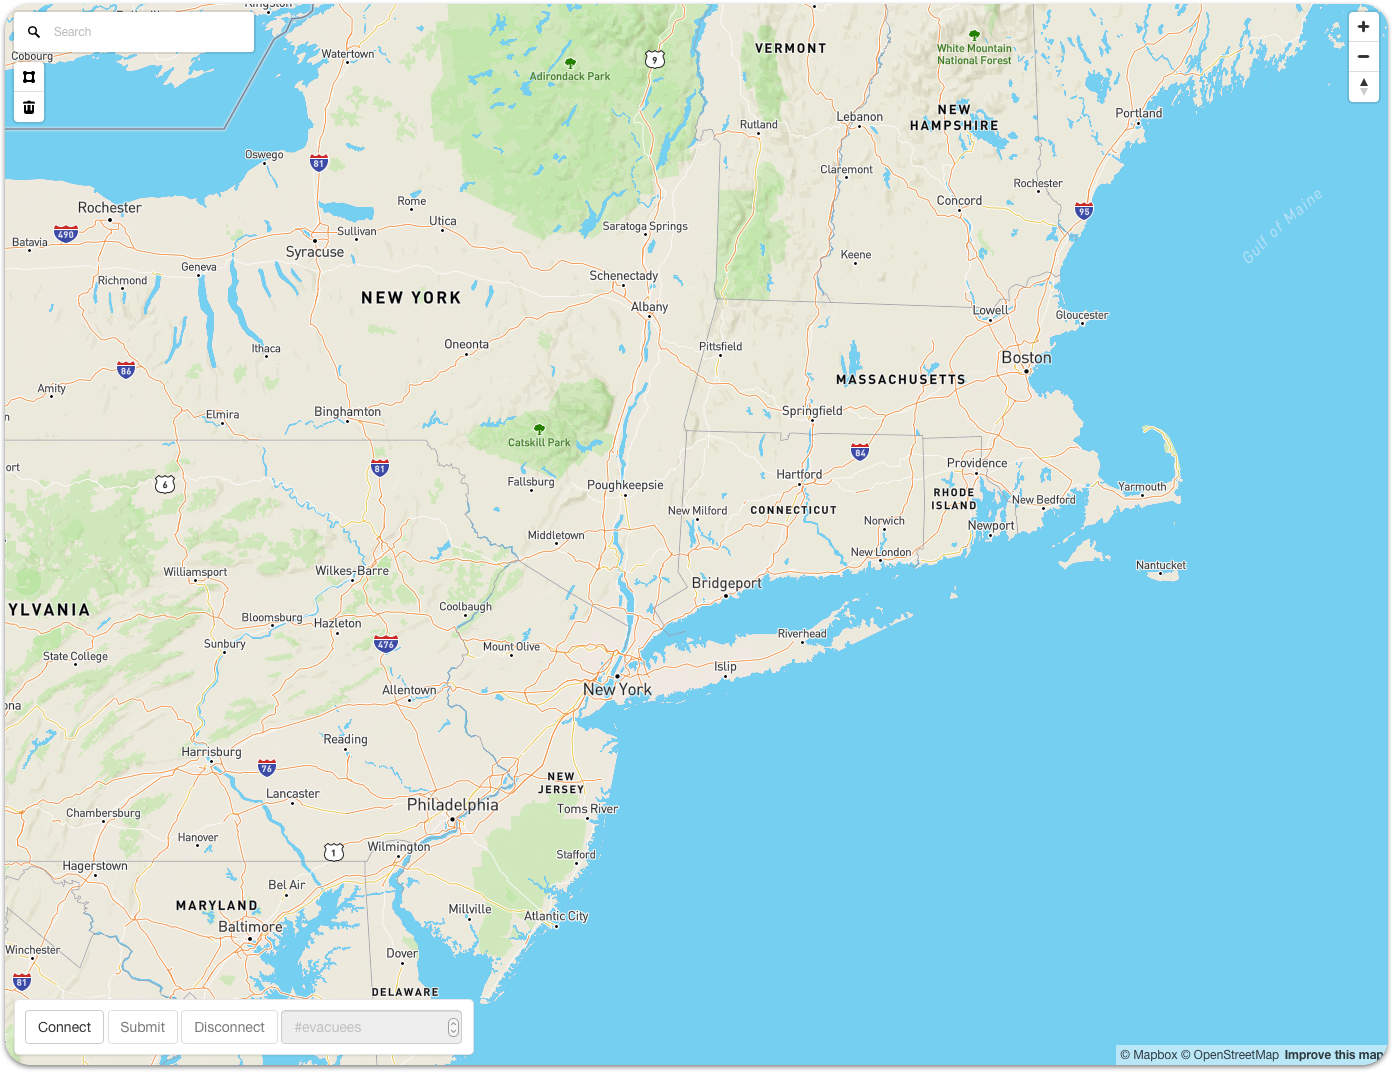 Kingston
Search
Cobourg
Watertown
9
VERMONT
White Mountain
National Forest
Adirondack Park
NEW
HAMPSHIRE
Portland
Lebanon
Rutland
Oswego
81
Claremont
Rochester
Rochester
Rome
Concord
95
Gulf of Maine
Utica
Saratoga Springs
490
Batavia
Sullivan
Syracuse
Keene
Geneva
Richmond
Schenectady
NEW YORK
Albany
Lowell
Gloucester
Ithaca
Oneonta
Pittsfield
Boston
86
MASSACHUSETTS
Amity
Elmira
Binghamton
Springfield
Catskill Park
84
ort
81
Providence
Hartford
6
Fallsburg
Poughkeepsie
Yarmouth
RHODE
ISLAND
New Bedford
New Milford
CONNECTICUT
Norwich
Newport
Middletown
New London
Nantucket
Williamsport
Wilkes-Barre
Bridgeport
YLVANIA
Coolbaugh
Bloomsburg
Hazleton
Riverhead
476
Sunbury
Mount Olive
State College
Islip
Allentown
New York
ona
Reading
Harrisburg
76
NEW
JERSEY
Lancaster
Philadelphia
Toms River
Chambersburg
Hanover
1
Wilmington
Stafford
Hagerstown
Bel Air
MARYLAND
Millville
Atlantic City
Baltimore
Winchester
Dover
81
DELAWARE
Connect
Submit
Disconnect
#evacuees
© Mapbox © OpenStreetMap Improve this map